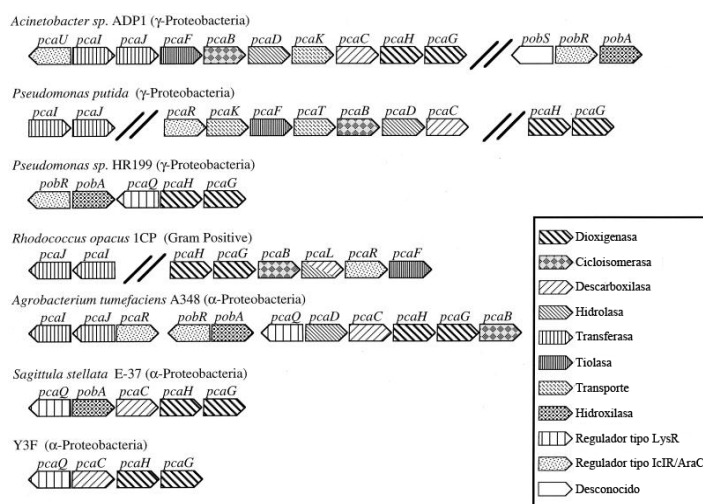 Acinetobacter sp. ADP1 (γ-Proteobacteria)
pcaU pcaI pcaJ pcaF pcaB pcaD pcaK pcaC pcaH pcaG pobS pobR pobA
Pseudomonas putida (γ-Proteobacteria)
pcaI pcaJ pcaR pcaK pcaF pcaT pcaB pcaD pcaC pcaH pcaG
Pseudomonas sp. HR199 (γ-Proteobacteria)
pobR pobA pcaQ pcaH pcaG
Rhodococcus opacus 1CP (Gram Positive)
pcaJ pcaI pcaH pcaG pcaB pcaL pcaR pcaF
Agrobacterium tumefaciens A348 (α-Proteobacteria)
pcaI pcaJ pcaR pobR pobA pcaQ pcaD pcaC pcaH pcaG pcaB
Sagittula stellata E-37 (α-Proteobacteria)
pcaQ pobA pcaC pcaH pcaG
Y3F (α-Proteobacteria)
pcaQ pcaC pcaH pcaG
Dioxigenasa
Cicloisomerasa
Descarboxilasa
Hidrolasa
Transferasa
Tiolasa
Transporte
Hidroxilasa
Regulador tipo LysR
Regulador tipo IcIR/AraC
Desconocido